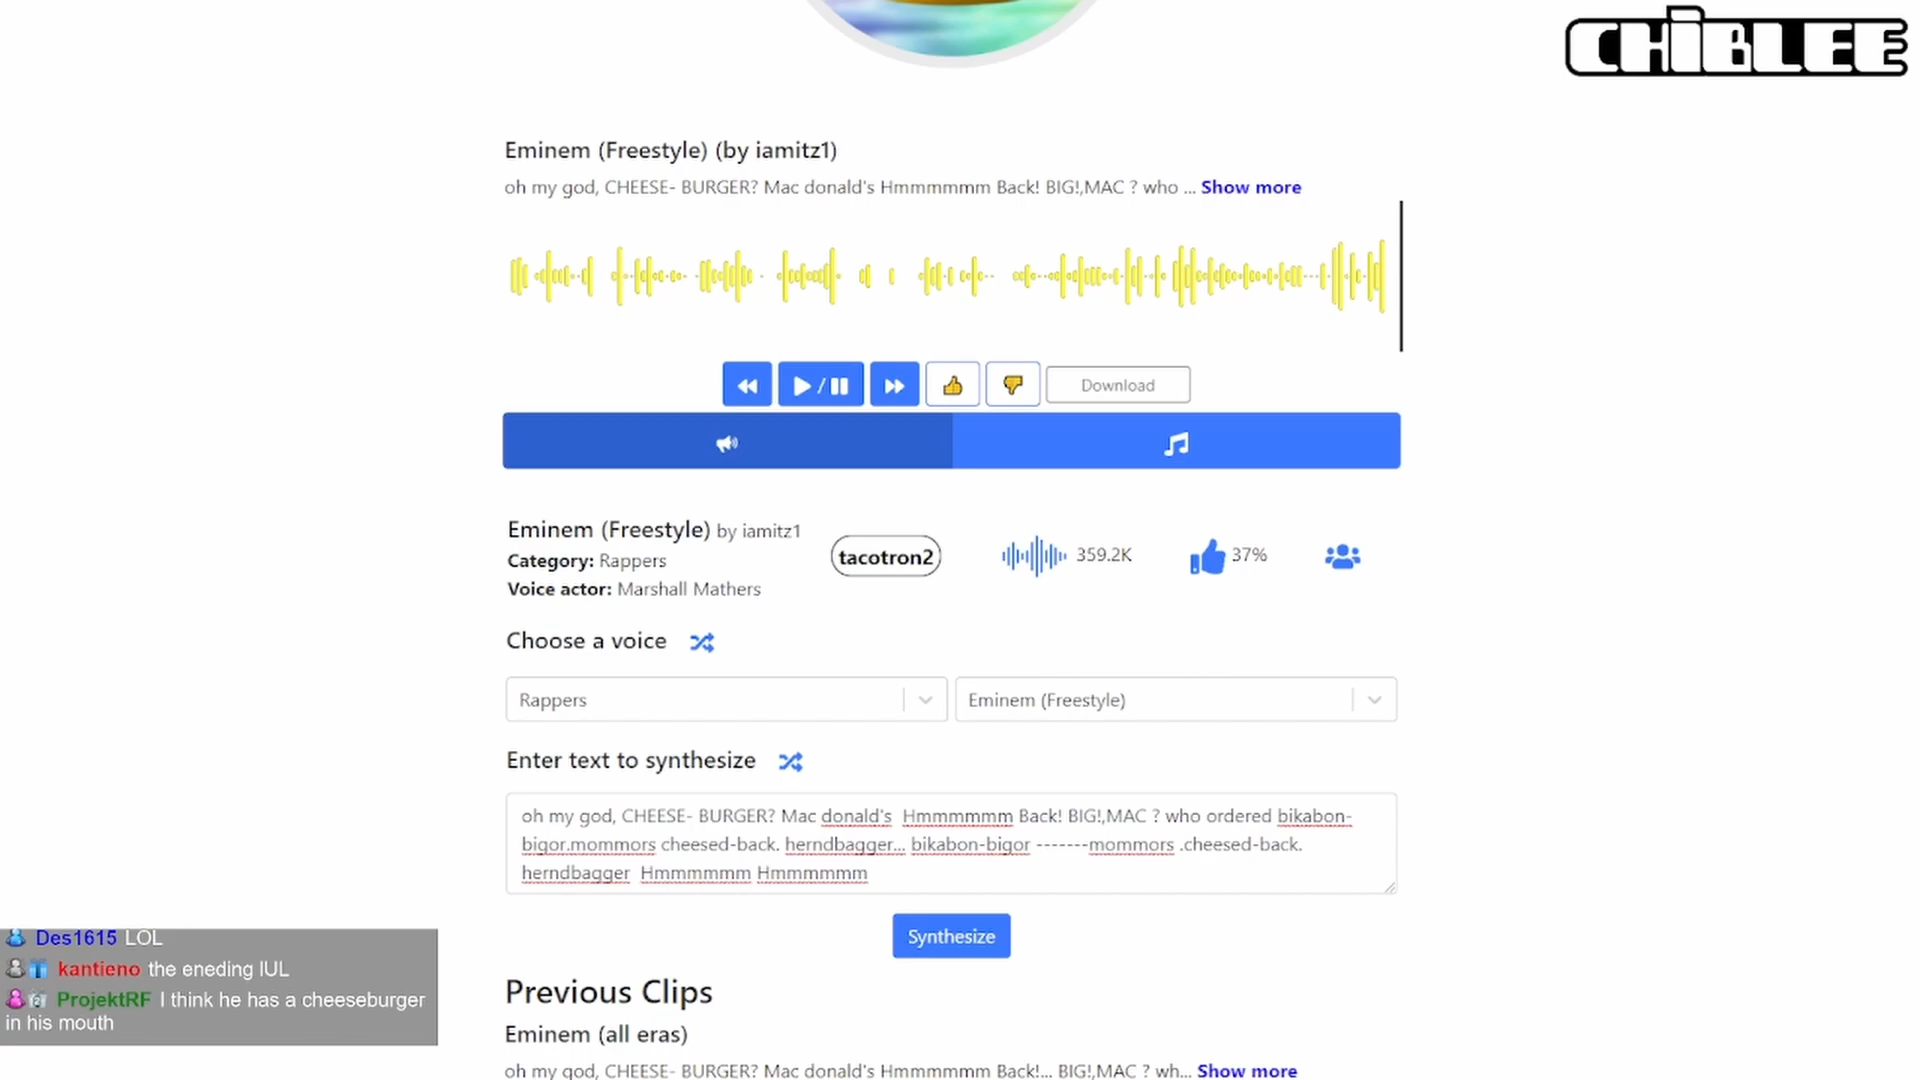 CHiBLEE
Eminem (Freestyle) (by iamitz1)
oh my god, CHEESE- BURGER? Mac donald's Hmmmmmm Back! BIG!,MAC ? who ... Show more
/
Download
Eminem (Freestyle) by iamitz1
Category: Rappers
Voice actor: Marshall Mathers
tacotron2
359.2K
37%
Choose a voice
Rappers
Eminem (Freestyle)
Enter text to synthesize
oh my god, CHEESE- BURGER? Mac donald's  Hmmmmmm Back! BIG!,MAC ? who ordered bikabon-
bigor.mommors cheesed-back. herndbagger... bikabon-bigor -------mommors .cheesed-back.
herndbagger  Hmmmmmm Hmmmmmm
Synthesize
Previous Clips
Eminem (all eras)
oh my god, CHEESE- BURGER? Mac donald's Hmmmmmm Back!... BIG!,MAC ? wh... Show more
Des1615 LOL
kantieno the eneding lUL
2 ProjektRF I think he has a cheeseburger
in his mouth